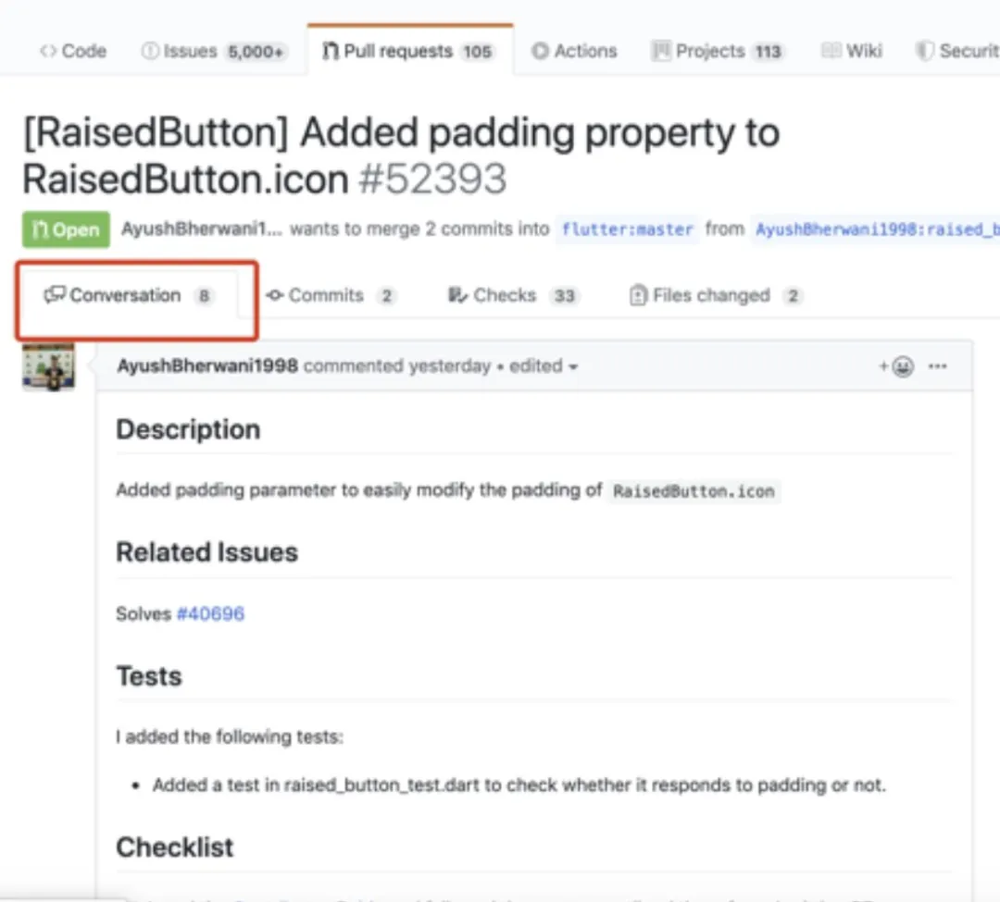 Code Issues 5,000+ Pull requests 105 Actions Projects 113 Wiki Securit
[RaisedButton] Added padding property to
RaisedButton.icon #52393
Open AyushBherwani1... wants to merge 2 commits into flutter:master from AyushBherwani1998:raised_b
Conversation 8 Commits 2 Checks 33 Files changed 2
AyushBherwani1998 commented yesterday • edited
Description
Added padding parameter to easily modify the padding of RaisedButton.icon
Related Issues
Solves #40696
Tests
I added the following tests:
• Added a test in raised_button_test.dart to check whether it responds to padding or not.
Checklist